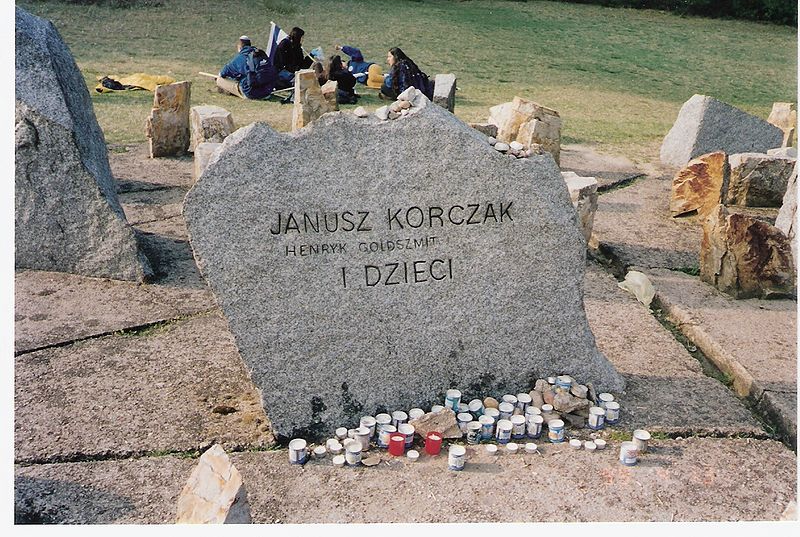 JANUSZ KORCZAK
HENRYK GOLDSZMIT
I DZIECI